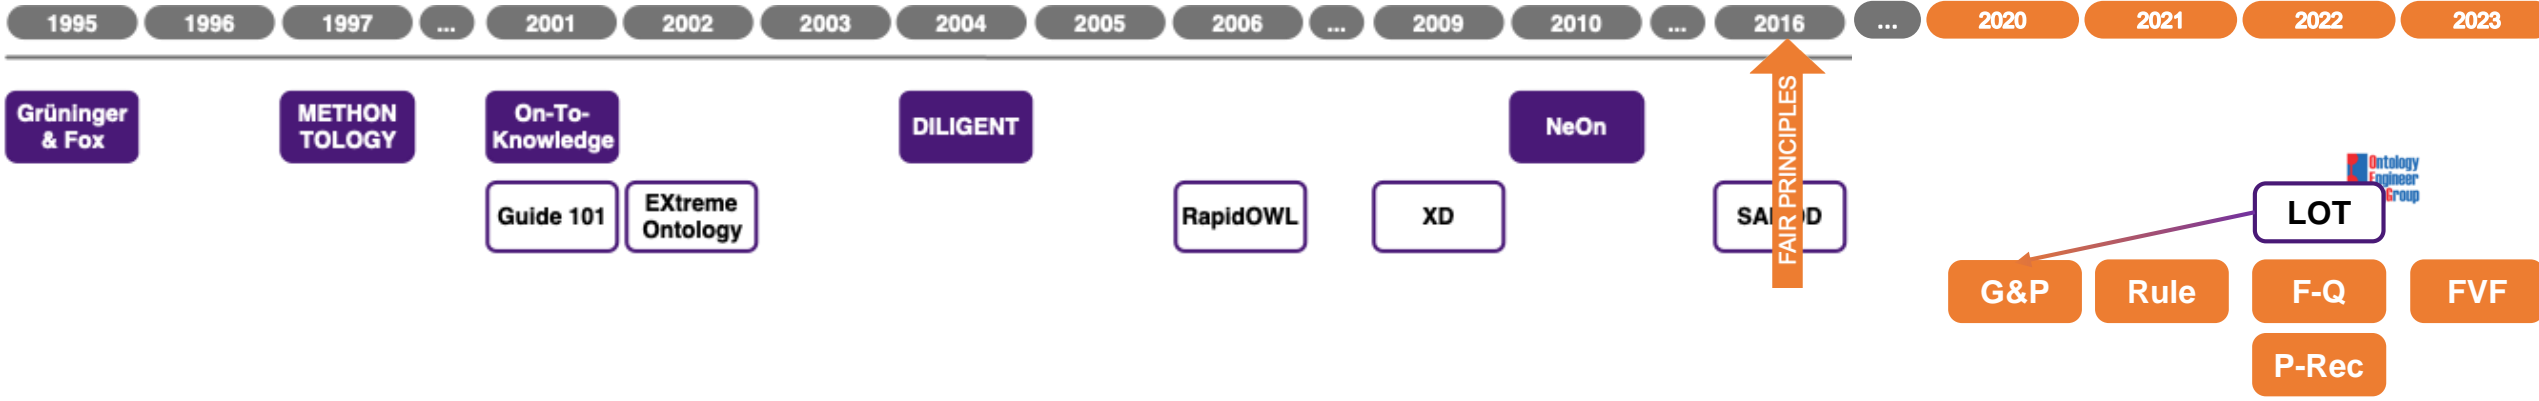 1995 1996 1997 ... 2001 2002 2003 2004 2005 2006 ... 2009 2010 ... 2016 ... 2020 2021 2022 2023
Grüninger
& Fox
METHON
TOLOGY
On-To-
Knowledge
DILIGENT
NeOn
FAIR PRINCIPLES
Guide 101
EXtreme
Ontology
RapidOWL
XD
Ontology
Engineer
Group
LOT
G&P
Rule
F-Q
FVF
P-Rec